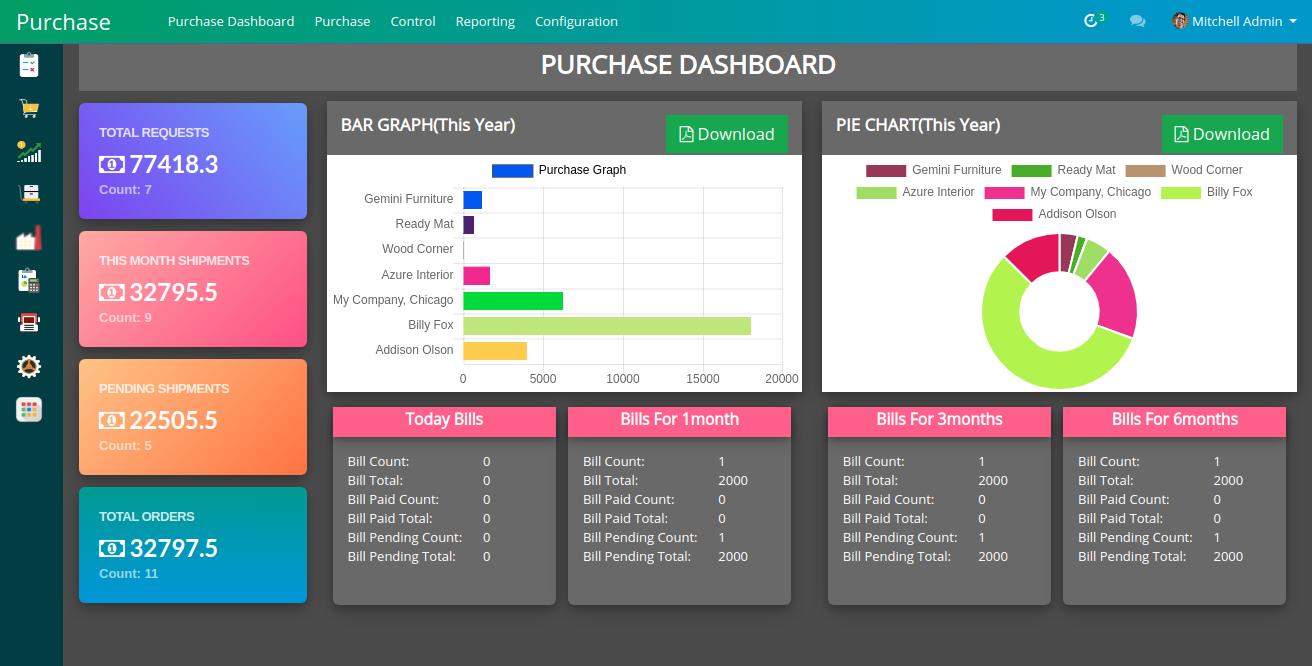 Purchase
Purchase Dashboard Purchase Control Reporting Configuration
3
Mitchell Admin
PURCHASE DASHBOARD
TOTAL REQUESTS
77418.3
Count: 7
THIS MONTH SHIPMENTS
32795.5
Count: 9
PENDING SHIPMENTS
22505.5
Count: 5
TOTAL ORDERS
32797.5
Count: 11
BAR GRAPH(This Year)
Download
Purchase Graph
Gemini Furniture
Ready Mat
Wood Corner
Azure Interior
My Company, Chicago
Billy Fox
Addison Olson
0 5000 10000 15000 20000
PIE CHART(This Year)
Download
Gemini Furniture Ready Mat Wood Corner
Azure Interior My Company, Chicago Billy Fox
Addison Olson
Today Bills
Bill Count: 0
Bill Total: 0
Bill Paid Count: 0
Bill Paid Total: 0
Bill Pending Count: 0
Bill Pending Total: 0
Bills For 1month
Bill Count: 1
Bill Total: 2000
Bill Paid Count: 0
Bill Paid Total: 0
Bill Pending Count: 1
Bill Pending Total: 2000
Bills For 3months
Bill Count: 1
Bill Total: 2000
Bill Paid Count: 0
Bill Paid Total: 0
Bill Pending Count: 1
Bill Pending Total: 2000
Bills For 6months
Bill Count: 1
Bill Total: 2000
Bill Paid Count: 0
Bill Paid Total: 0
Bill Pending Count: 1
Bill Pending Total: 2000